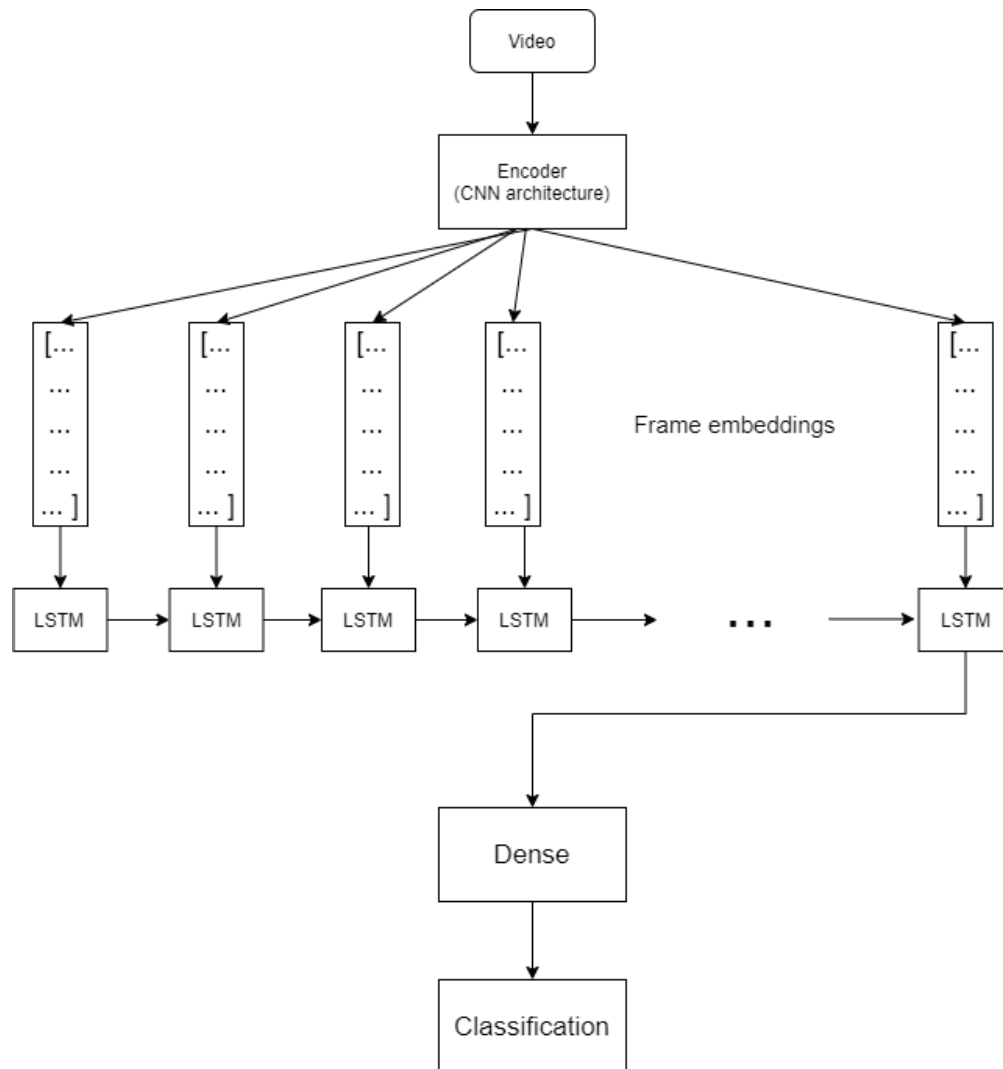 Video
Encoder
(CNN architecture)
[... [... [... [... [...
... ... ... ... ...
... ... ... ... ...
... ... ... ... ...
... ] ... ] ... ] ... ] ... ]
Frame embeddings
LSTM LSTM LSTM LSTM ... LSTM
Dense
Classification